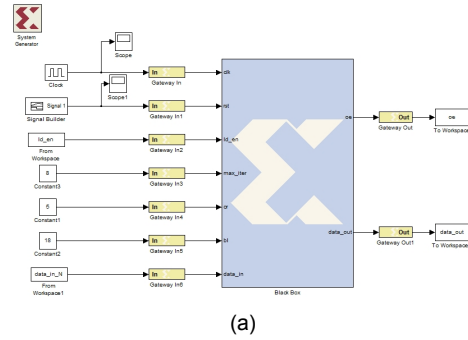 System
Generator
Scope
Clock
In
Gateway In
clk
Scope1
Signal 1
Signal Builder
In
Gateway In1
rst
oe
Out
Gateway Out
oe
To Workspace
ld_en
From
Workspace
In
Gateway In2
ld_en
8
Constant3
In
Gateway In3
max_iter
5
Constant1
In
Gateway In4
cr
18
Constant2
In
Gateway In5
bl
data_out
Out
Gateway Out1
data_out
To Workspace
data_in_N
From
Workspace1
In
Gateway In6
data_in
Black Box
(a)